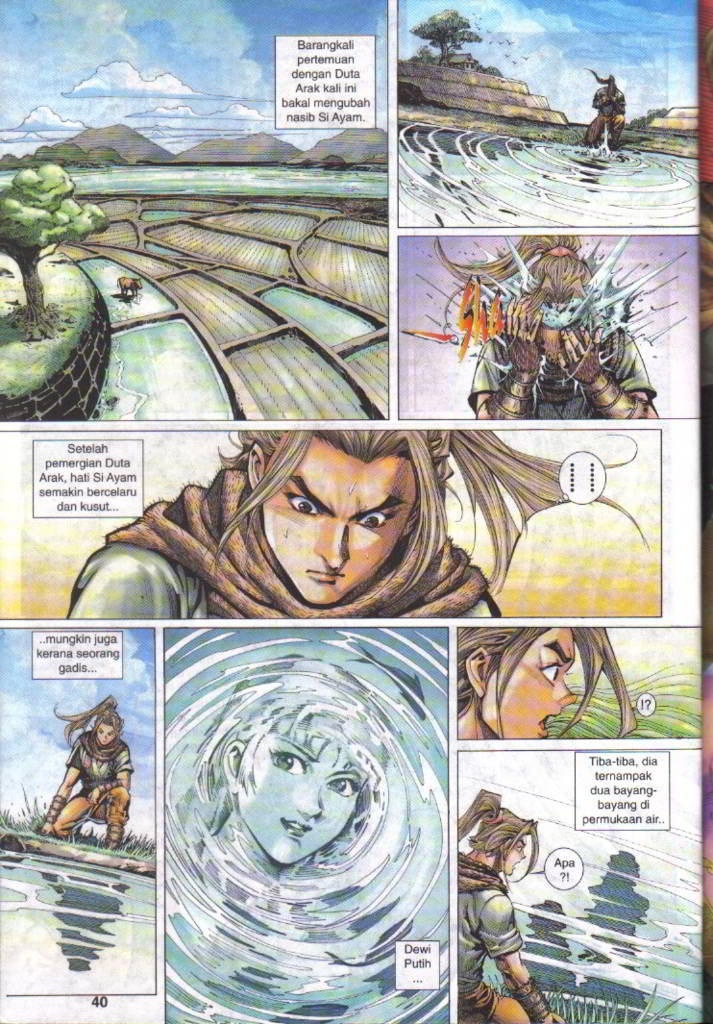 Barangkali
pertemuan
dengan Duta
Arak kali ini
bakal mengubah
nasib Si Ayam.
Setelah
pemergian Duta
Arak, hati Si Ayam
semakin bercelaru
dan kusut...
..mungkin juga
kerana seorang
gadis...
Dewi
Putih
...
!?
Tiba-tiba, dia
ternampak
dua bayang-
bayang di
permukaan air..
Apa
?!
40